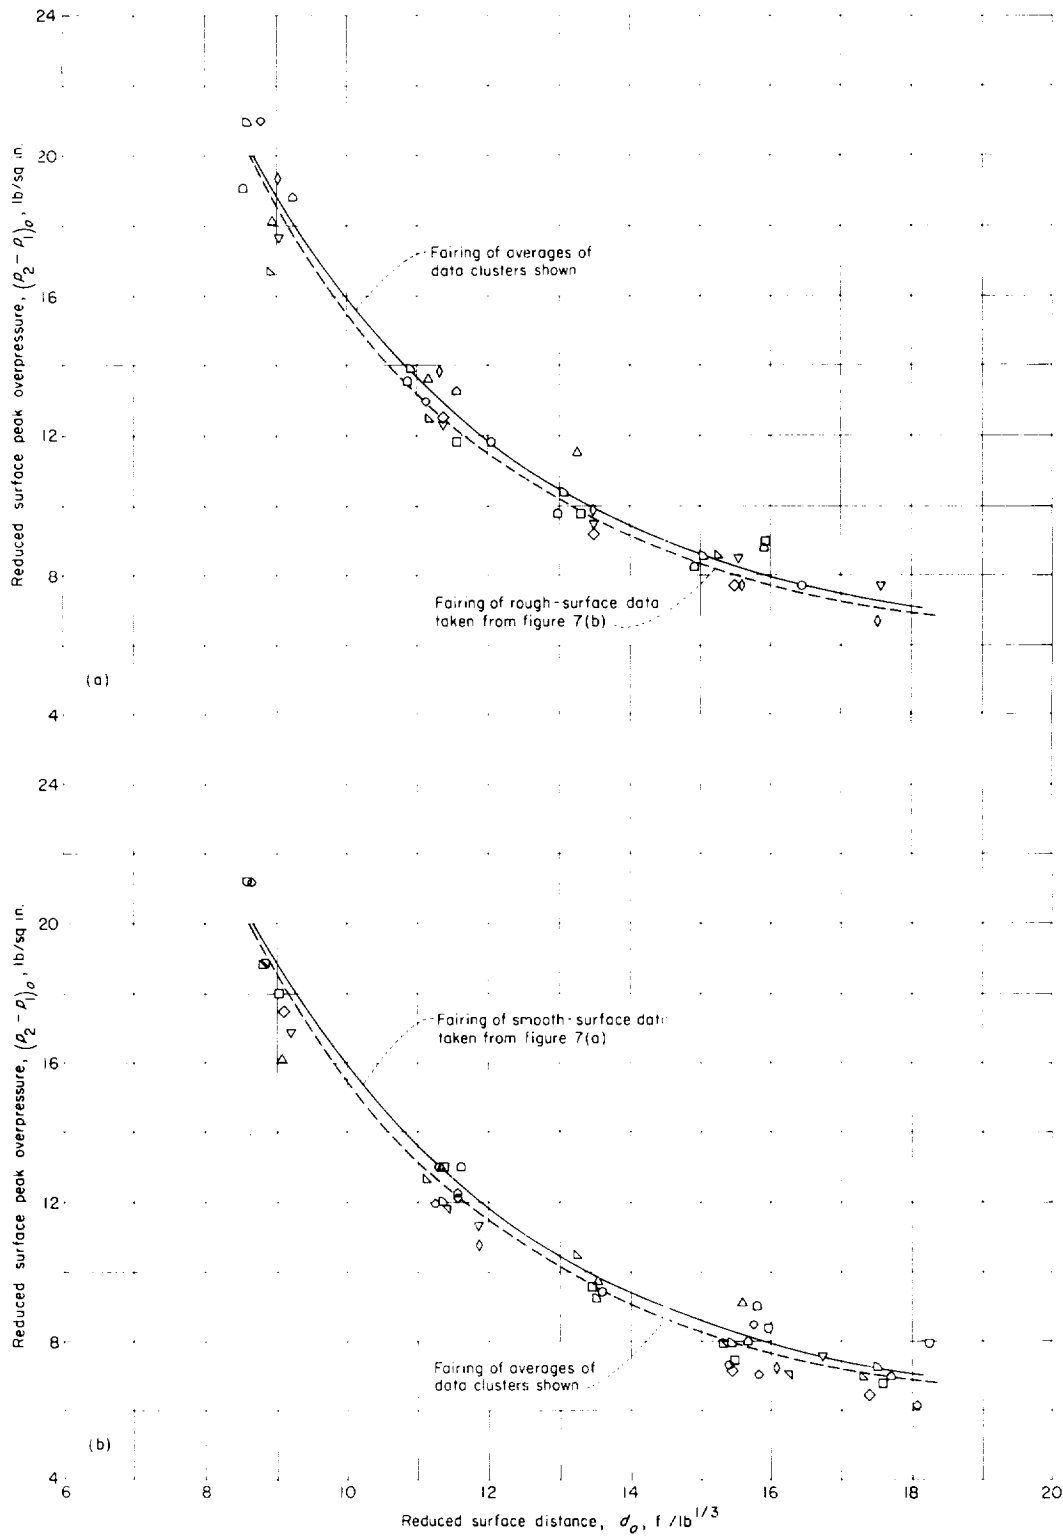 24
20
16
12
8
4
Reduced surface peak overpressure, (p2 – p1)o, lb/sq in.
Fairing of averages of
data clusters shown
Fairing of rough-surface data
taken from figure 7(b)
(a)
24
20
16
12
8
4
Reduced surface peak overpressure, (p2 – p1)o, lb/sq in.
Fairing of smooth-surface dat
taken from figure 7(a)
Fairing of averages of
data clusters shown
(b)
6 8 10 12 14 16 18 20
Reduced surface distance, do, f /lb1/3